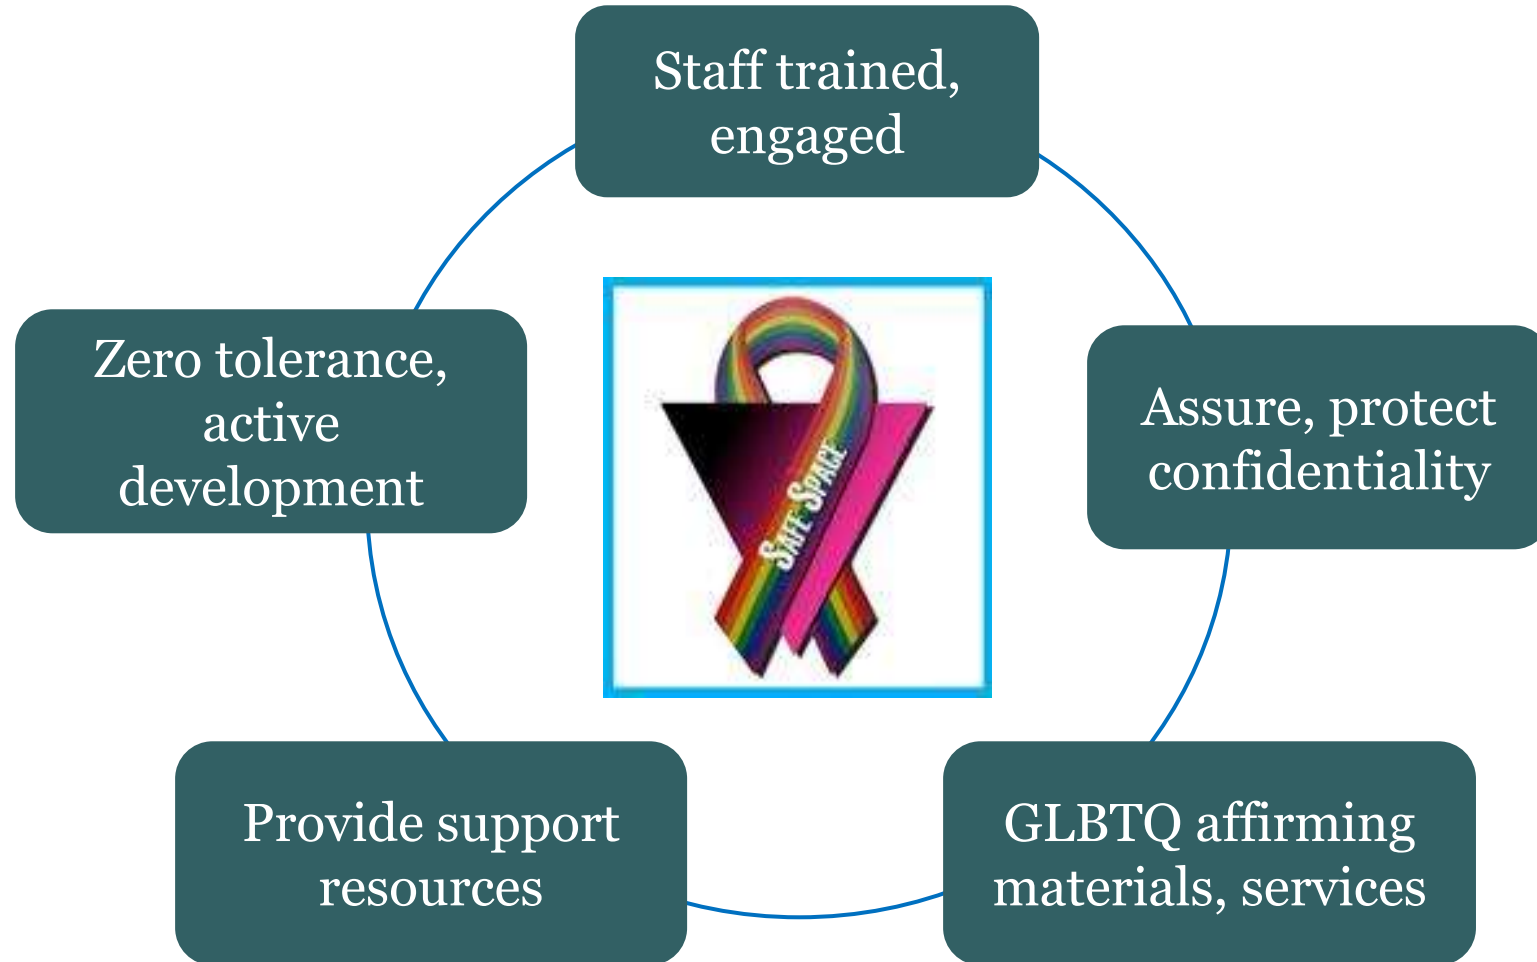 Staff trained,
engaged
Assure, protect
confidentiality
GLBTQ affirming
materials, services
Provide support
resources
Zero tolerance,
active
development
SAFE SPACE